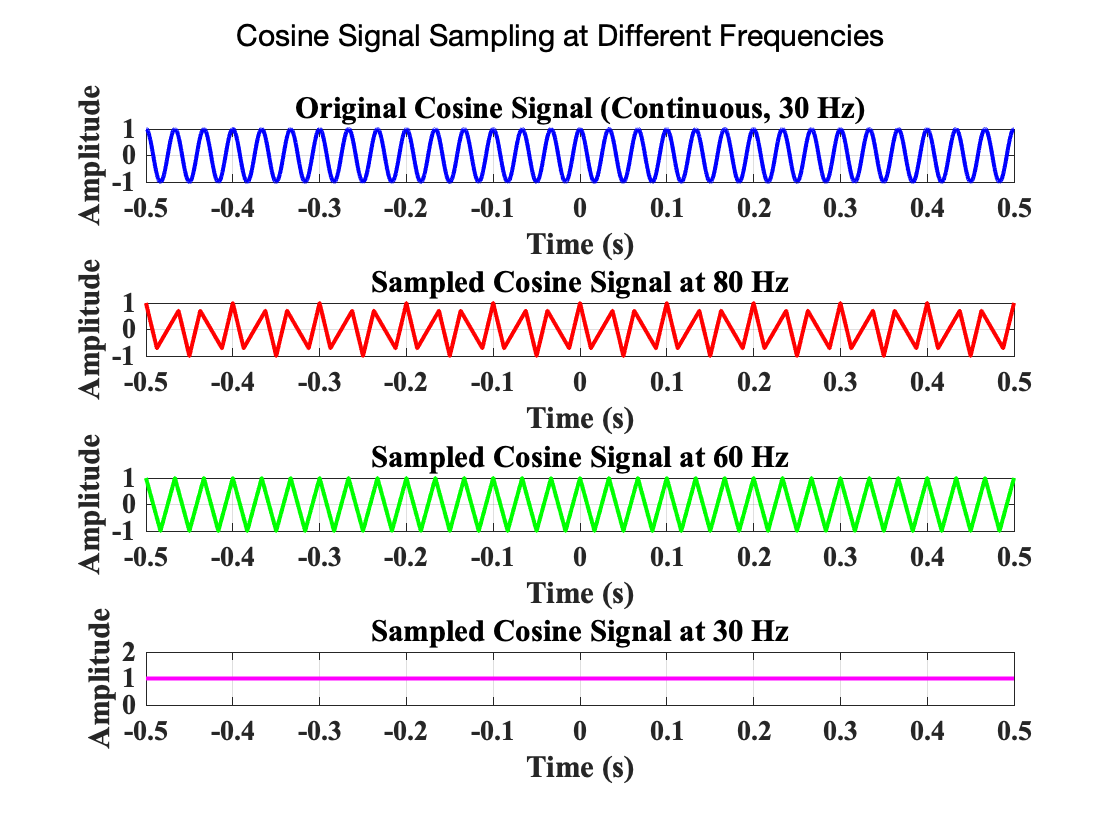 Cosine Signal Sampling at Different Frequencies
Original Cosine Signal (Continuous, 30 Hz)
Amplitude
1
0
-1
-0.5 -0.4 -0.3 -0.2 -0.1 0 0.1 0.2 0.3 0.4 0.5
Time (s)
Sampled Cosine Signal at 80 Hz
Amplitude
1
0
-1
-0.5 -0.4 -0.3 -0.2 -0.1 0 0.1 0.2 0.3 0.4 0.5
Time (s)
Sampled Cosine Signal at 60 Hz
Amplitude
1
0
-1
-0.5 -0.4 -0.3 -0.2 -0.1 0 0.1 0.2 0.3 0.4 0.5
Time (s)
Sampled Cosine Signal at 30 Hz
Amplitude
2
1
0
-0.5 -0.4 -0.3 -0.2 -0.1 0 0.1 0.2 0.3 0.4 0.5
Time (s)